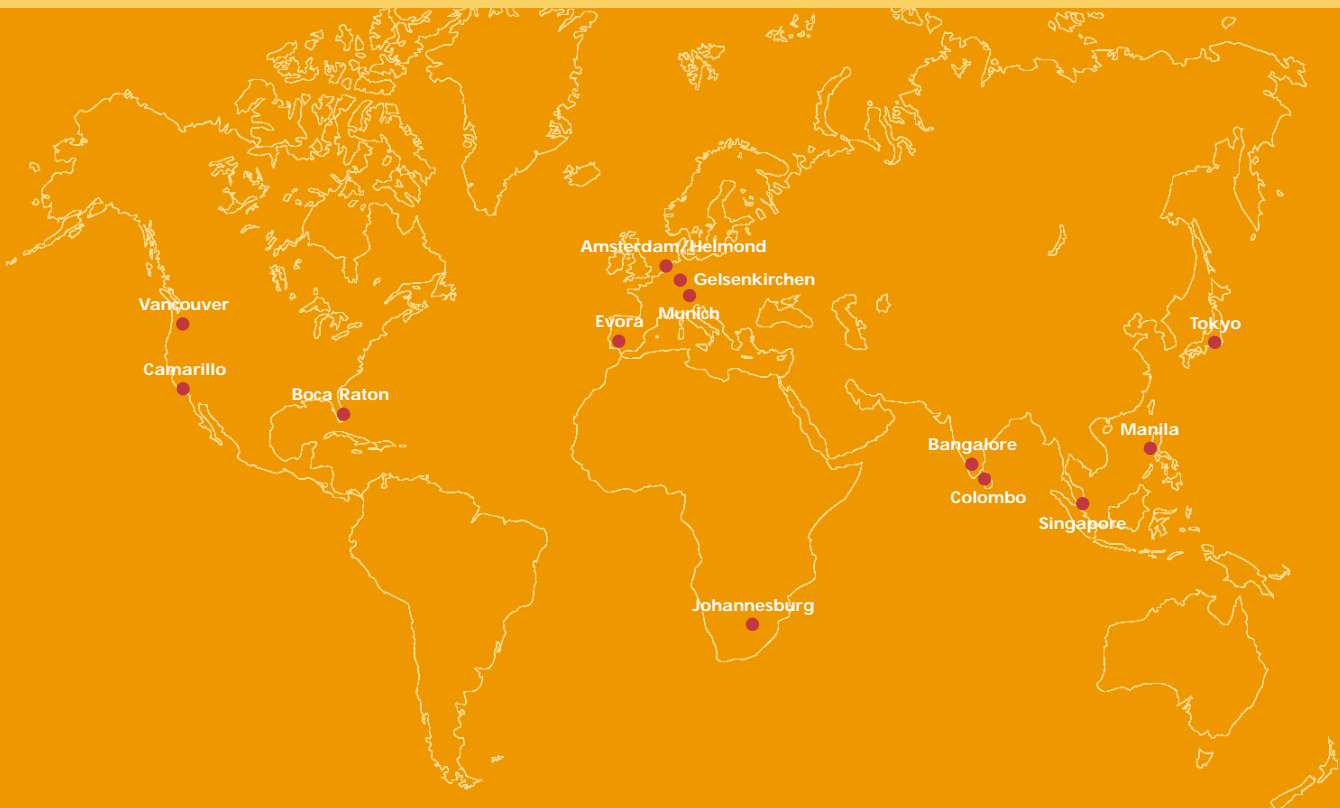 Amsterdam/Helmond
Gelsenkirchen
Vancouver
Munich
Evora
Tokyo
Camarillo
Boca Raton
Manila
Bangalore
Colombo
Singapore
Johannesburg